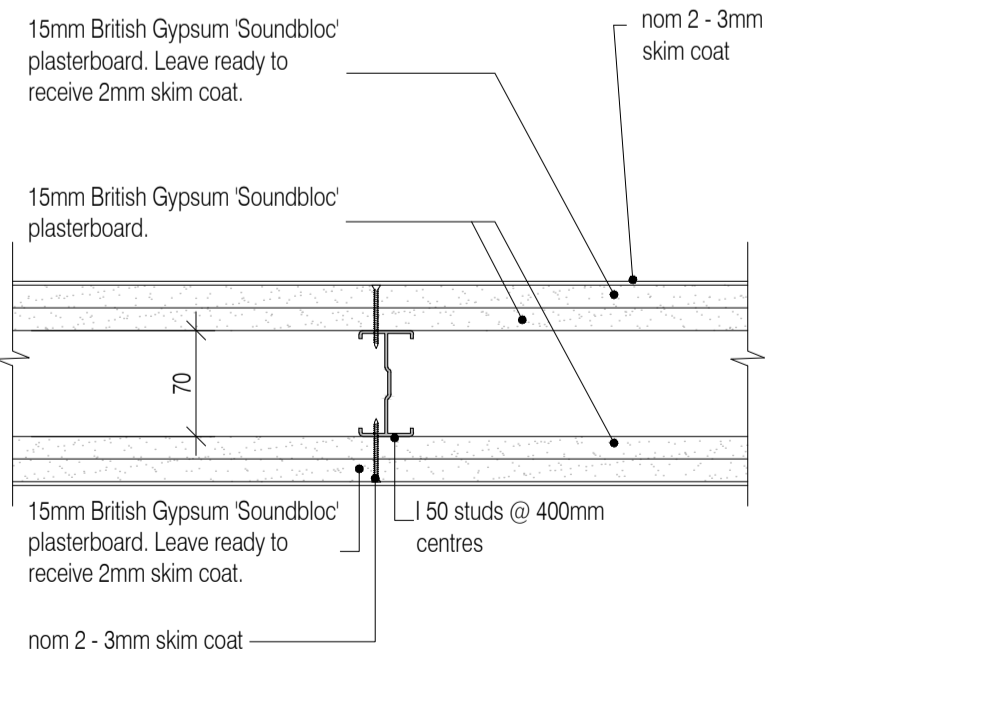 15mm British Gypsum 'Soundbloc'
plasterboard. Leave ready to
receive 2mm skim coat.
nom 2 - 3mm
skim coat
15mm British Gypsum 'Soundbloc'
plasterboard.
70
15mm British Gypsum 'Soundbloc'
plasterboard. Leave ready to
receive 2mm skim coat.
I 50 studs @ 400mm
centres
nom 2 - 3mm skim coat